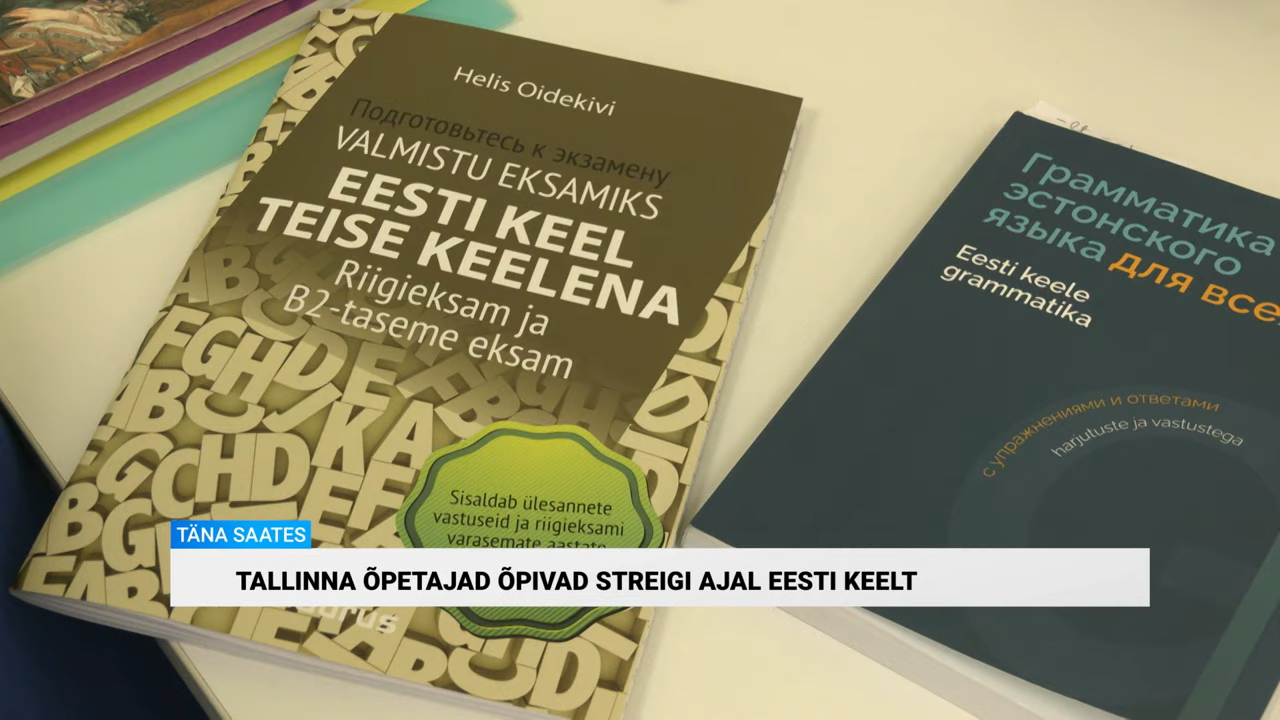 Helis Oidekivi
Подготовьтесь к экзамену
VALMISTU EKSAMIKS
EESTI KEEL
TEISE KEELENA
Riigieksam ja
B2-taseme eksam
Sisaldab ülesannete
vastuseid ja riigieksami
varasemate aastate
Грамматика
эстонского
языка для все
Eesti keele
grammatika
с упражнениями и ответами
harjutuste ja vastustega
TÄNA SAATES
TALLINNA ÕPETAJAD ÕPIVAD STREIGI AJAL EESTI KEELT